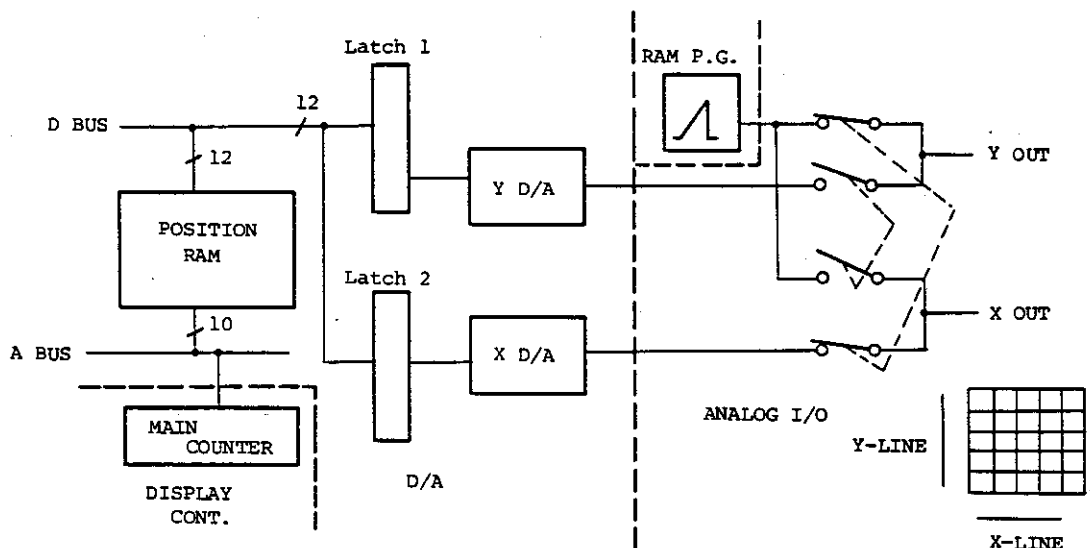 Latch 1
RAM P.G.
12
D BUS
12
Y OUT
Y D/A
POSITION
RAM
Latch 2
10
X OUT
A BUS
X D/A
MAIN
COUNTER
ANALOG I/O
Y-LINE
D/A
DISPLAY
CONT.
X-LINE